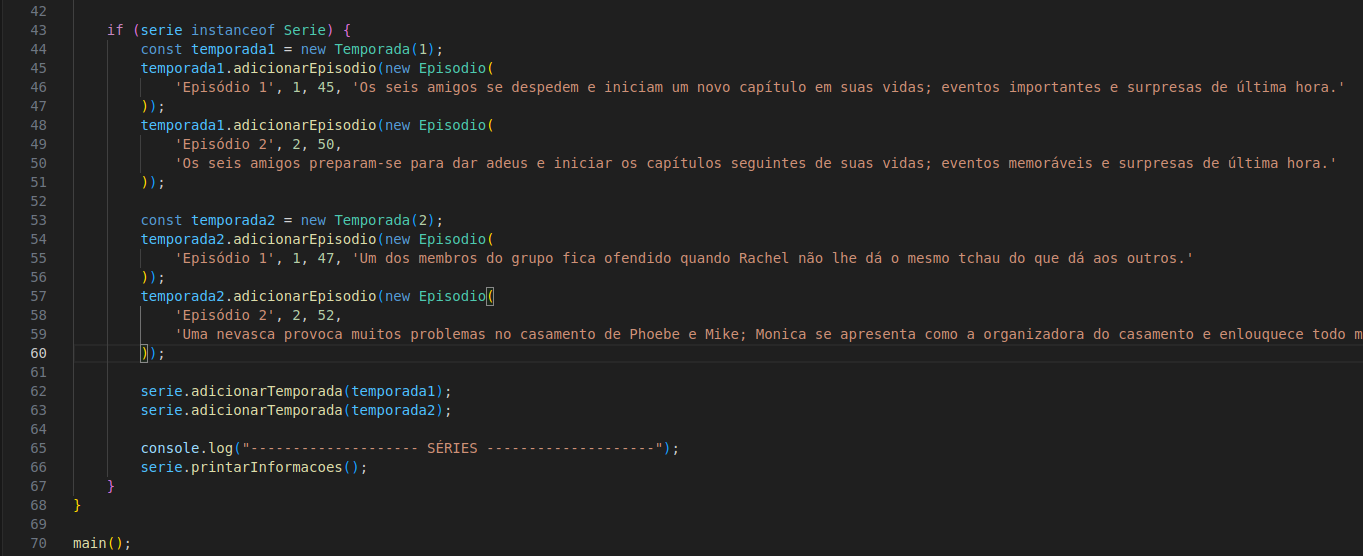 42
43 if (serie instanceof Serie) {
44 const temporada1 = new Temporada(1);
45 temporada1.adicionarEpisodio(new Episodio(
46 'Episódio 1', 1, 45, 'Os seis amigos se despedem e iniciam um novo capítulo em suas vidas; eventos importantes e surpresas de última hora.'
47 ));
48 temporada1.adicionarEpisodio(new Episodio(
49 'Episódio 2', 2, 50,
50 'Os seis amigos preparam-se para dar adeus e iniciar os capítulos seguintes de suas vidas; eventos memoráveis e surpresas de última hora.'
51 ));
52
53 const temporada2 = new Temporada(2);
54 temporada2.adicionarEpisodio(new Episodio(
55 'Episódio 1', 1, 47, 'Um dos membros do grupo fica ofendido quando Rachel não lhe dá o mesmo tchau do que dá aos outros.'
56 ));
57 temporada2.adicionarEpisodio(new Episodio(
58 'Episódio 2', 2, 52,
59 'Uma nevasca provoca muitos problemas no casamento de Phoebe e Mike; Monica se apresenta como a organizadora do casamento e enlouquece todo m
60 ));
61
62 serie.adicionarTemporada(temporada1);
63 serie.adicionarTemporada(temporada2);
64
65 console.log("-------------------- SÉRIES --------------------");
66 serie.printarInformacoes();
67 }
68 }
69
70 main();